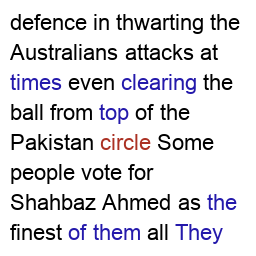 defence in thwarting the
Australians attacks at
times even clearing the
ball from top of the
Pakistan circle Some
people vote for
Shahbaz Ahmed as the
finest of them all They